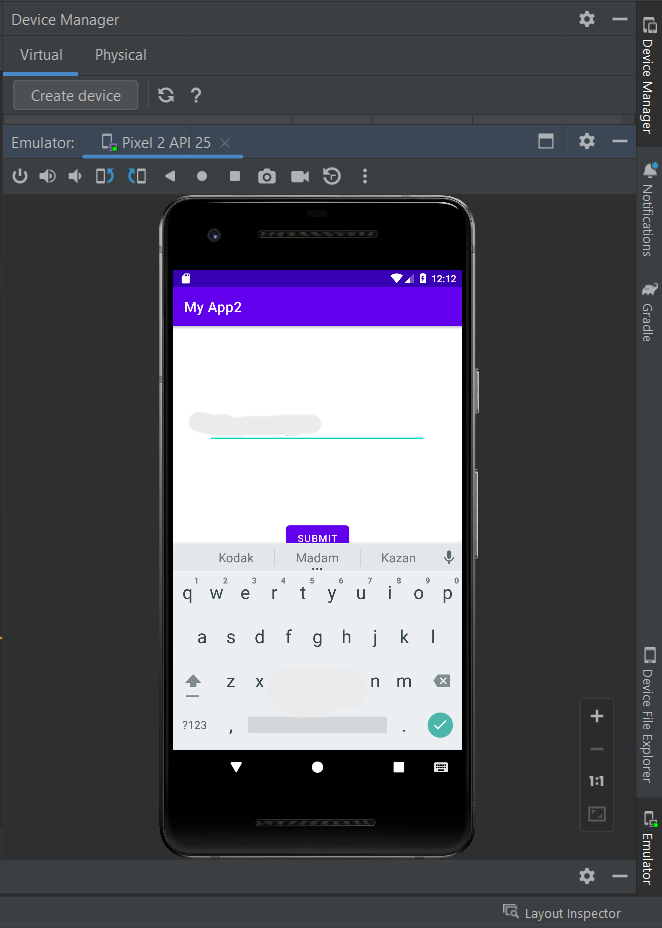 Device Manager
Virtual Physical
Create device ?
Emulator: Pixel 2 API 25
12:12
My App2
SUBMIT
Kodak Madam Kazan
1 2 3 4 5 6 7 8 9 0
q w e r t y u i o p
a s d f g h j k l
z x n m
?123 , .
1:1
Layout Inspector
Device Manager
Notifications
Gradle
Device File Explorer
Emulator